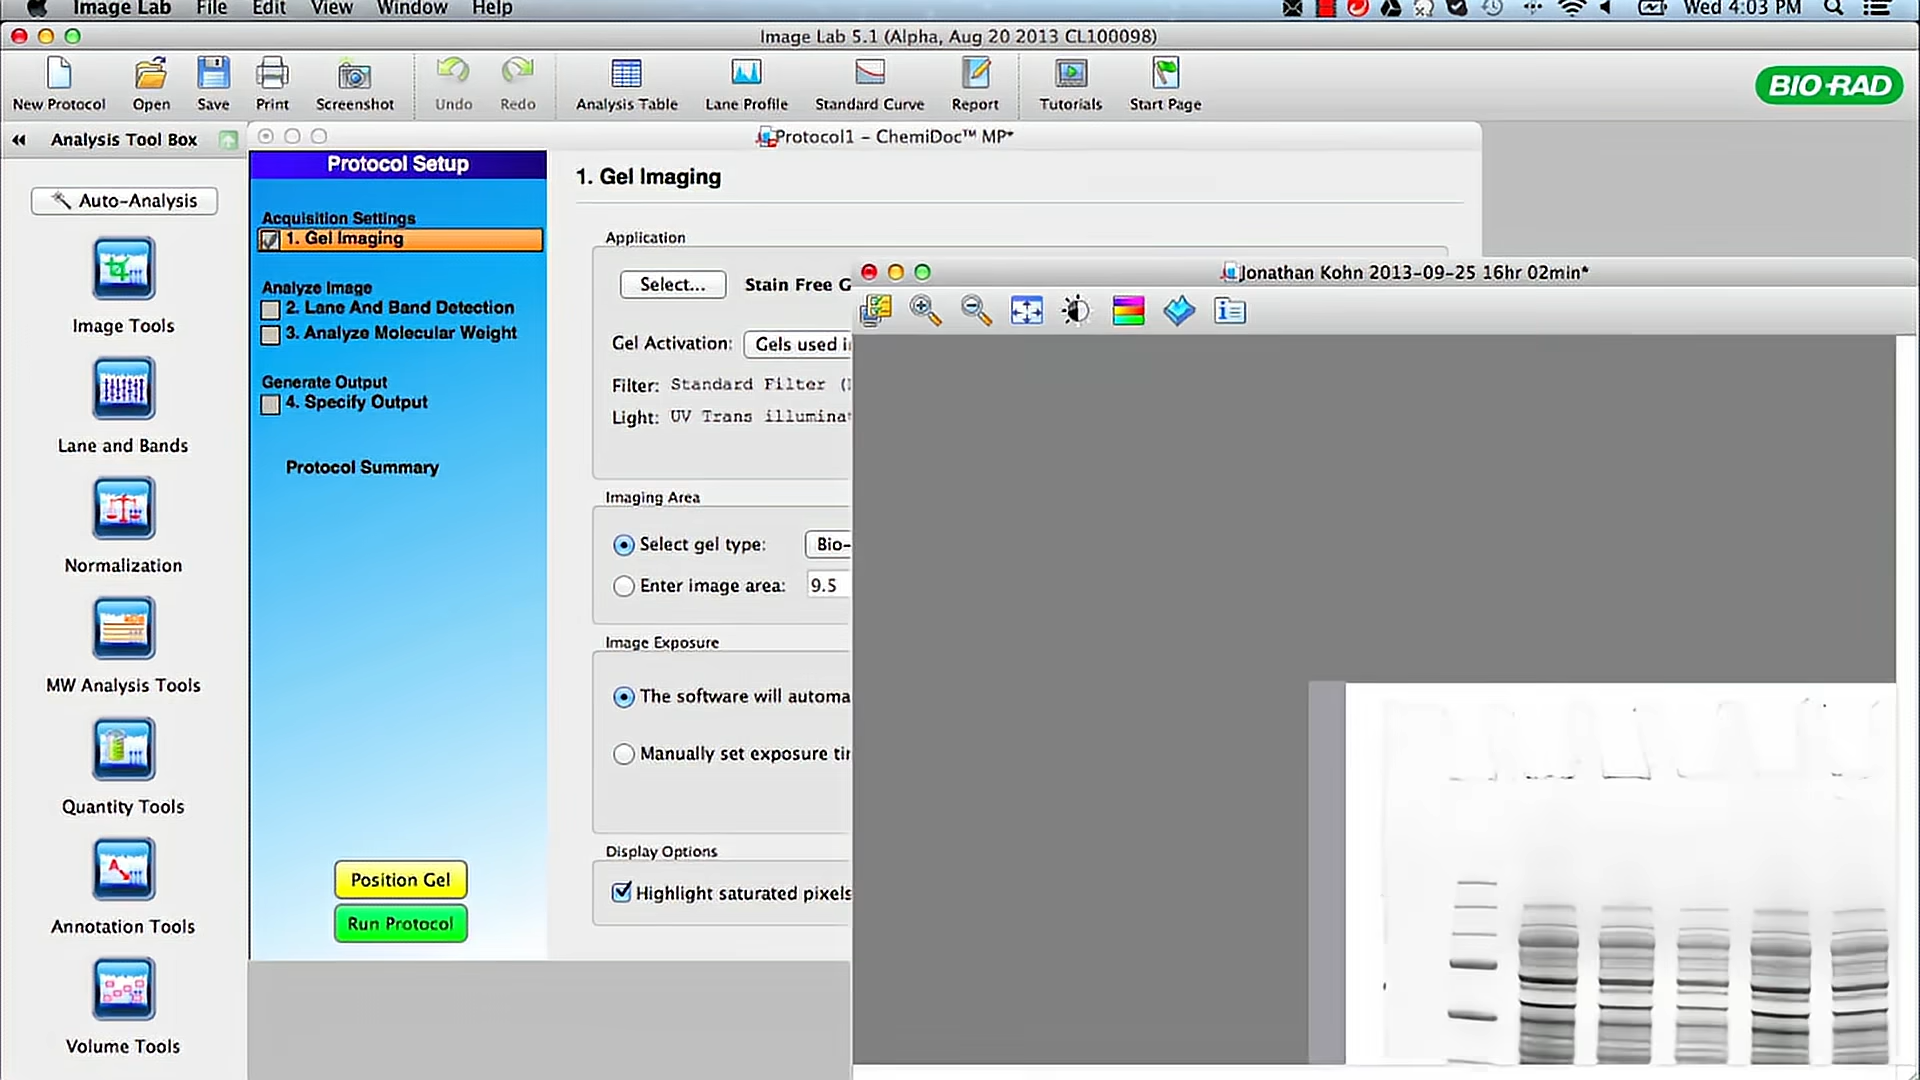 Image Lab File Edit View Window Help Wed 4:03 PM
Image Lab 5.1 (Alpha, Aug 20 2013 CL100098)
New Protocol Open Save Print Screenshot Undo Redo Analysis Table Lane Profile Standard Curve Report Tutorials Start Page
BIO-RAD
Analysis Tool Box
Protocol1 – ChemiDoc™ MP*
Auto-Analysis
Image Tools
Lane and Bands
Normalization
MW Analysis Tools
Quantity Tools
Annotation Tools
Volume Tools
Protocol Setup
Acquisition Settings
1. Gel Imaging
Analyze Image
2. Lane And Band Detection
3. Analyze Molecular Weight
Generate Output
4. Specify Output
Protocol Summary
Position Gel
Run Protocol
1. Gel Imaging
Application
Select... Stain Free G
Gel Activation: Gels used i
Filter: Standard Filter (
Light: UV Trans illumina
Imaging Area
Select gel type: Bio-
Enter image area: 9.5
Image Exposure
The software will automa
Manually set exposure ti
Display Options
Highlight saturated pixels
Jonathan Kohn 2013-09-25 16hr 02min*